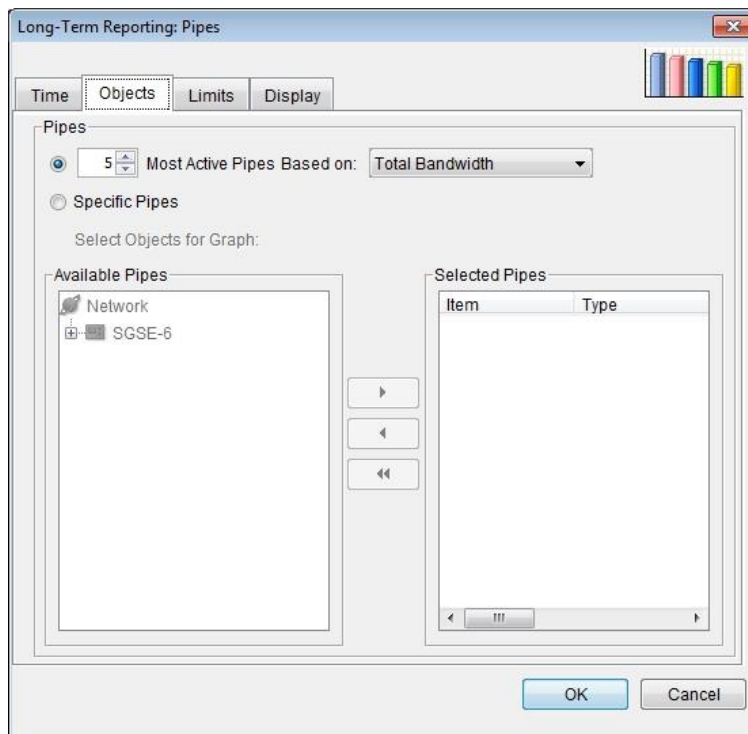 Long-Term Reporting: Pipes
Time Objects Limits Display
Pipes
5 Most Active Pipes Based on: Total Bandwidth
Specific Pipes
Select Objects for Graph:
Available Pipes
Network
SGSE-6
Selected Pipes
Item Type
OK Cancel